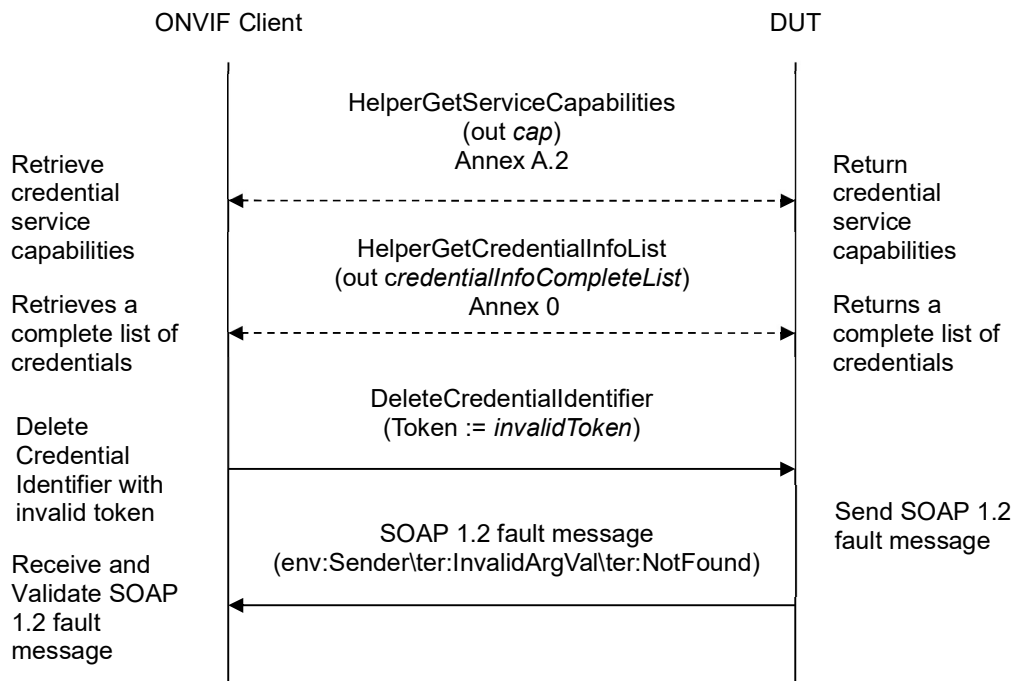 ONVIF Client
DUT
HelperGetServiceCapabilities
(out cap)
Annex A.2
Retrieve
credential
service
capabilities
Return
credential
service
capabilities
HelperGetCredentialInfoList
(out credentialInfoCompleteList)
Annex 0
Retrieves a
complete list of
credentials
Returns a
complete list of
credentials
DeleteCredentialIdentifier
(Token := invalidToken)
Delete
Credential
Identifier with
invalid token
SOAP 1.2 fault message
(env:Sender\ter:InvalidArgVal\ter:NotFound)
Send SOAP 1.2
fault message
Receive and
Validate SOAP
1.2 fault
message